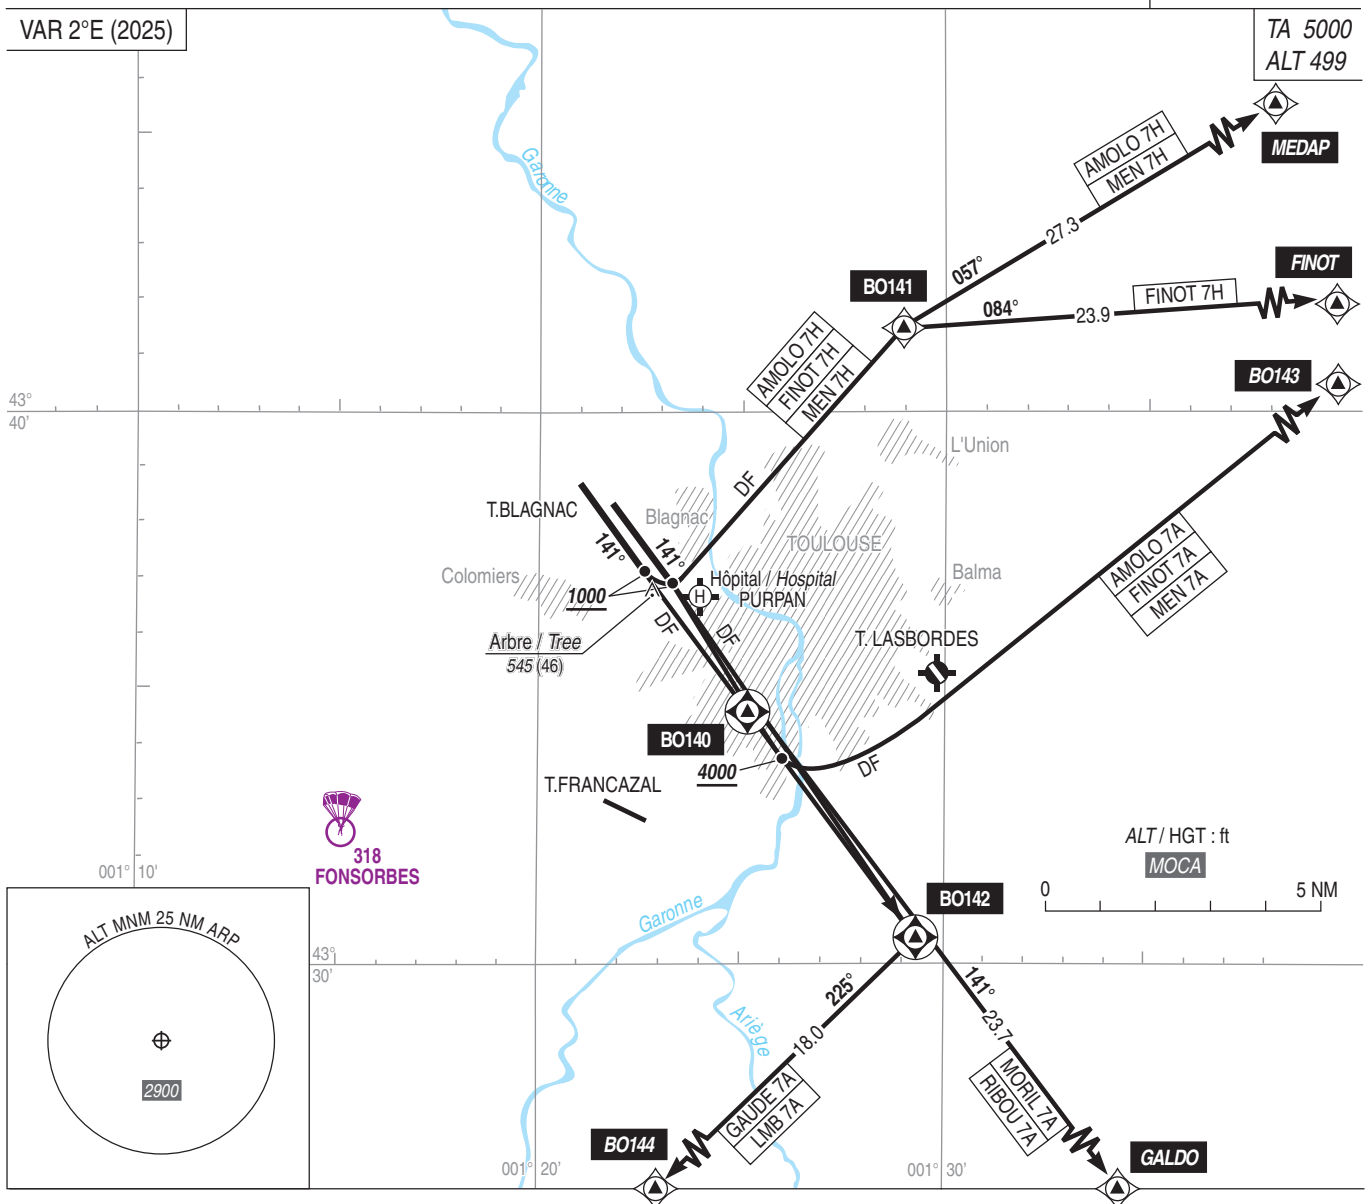 VAR 2°E (2025)
TA 5000
ALT 499
MEDAP
AMOLO 7H
MEN 7H
27.3
057°
Garonne
FINOT
FINOT 7H
BO141
084°
23.9
AMOLO 7H
FINOT 7H
MEN 7H
BO143
43°
40'
L'Union
DF
T.BLAGNAC
Blagnac
TOULOUSE
141°
141°
Colomiers
Balma
Hôpital / Hospital
PURPAN
H
1000
AMOLO 7A
FINOT 7A
MEN 7A
DF
DF
Arbre / Tree
545 (46)
T. LASBORDES
BO140
4000
DF
T.FRANCAZAL
318
FONSORBES
001° 10'
ALT / HGT : ft
MOCA
0 5 NM
BO142
Garonne
ALT MNM 25 NM ARP
2900
43°
30'
225°
18.0
141°
23.7
Ariège
GAUDE 7A
LMB 7A
MORIL 7A
RIBOU 7A
BO144
GALDO
001° 20'
001° 30'